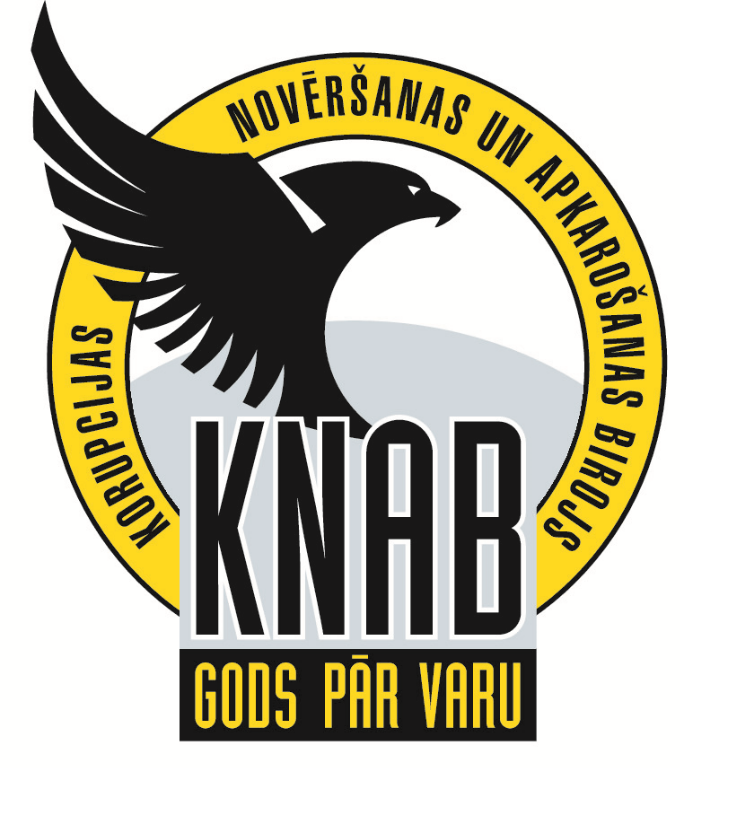 KORUPCIJAS NOVĒRŠANAS UN APKAROŠANAS BIROJS
KNAB
GODS PĀR VARU